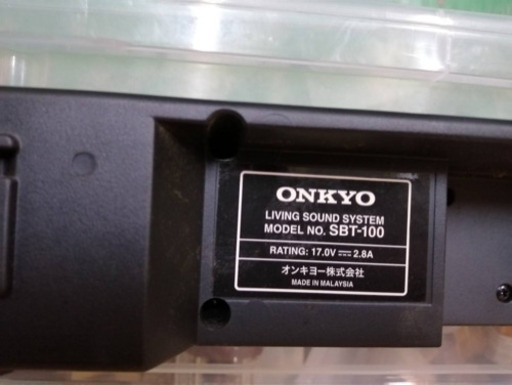 ONKYO
LIVING SOUND SYSTEM
MODEL NO. SBT-100
RATING: 17.0V ⎓ 2.8A
オンキヨー株式会社
MADE IN MALAYSIA